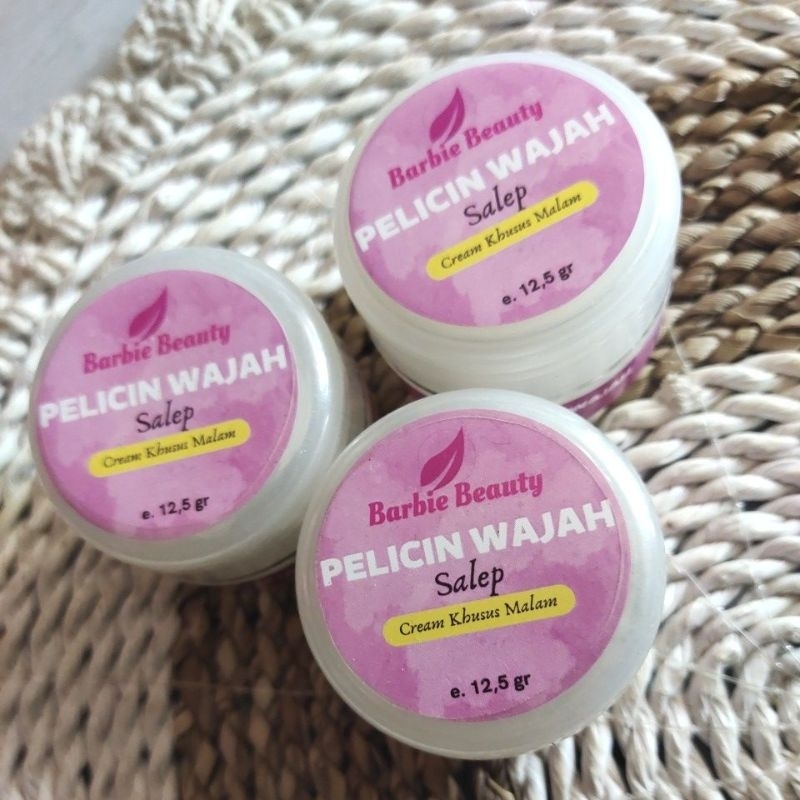 Barbie Beauty
PELICIN WAJAH
Salep
Cream Khusus Malam
e. 12,5 gr
Barbie Beauty
PELICIN WAJAH
Salep
Cream Khusus Malam
e. 12,5 gr
Barbie Beauty
PELICIN WAJAH
Salep
Cream Khusus Malam
e. 12,5 gr